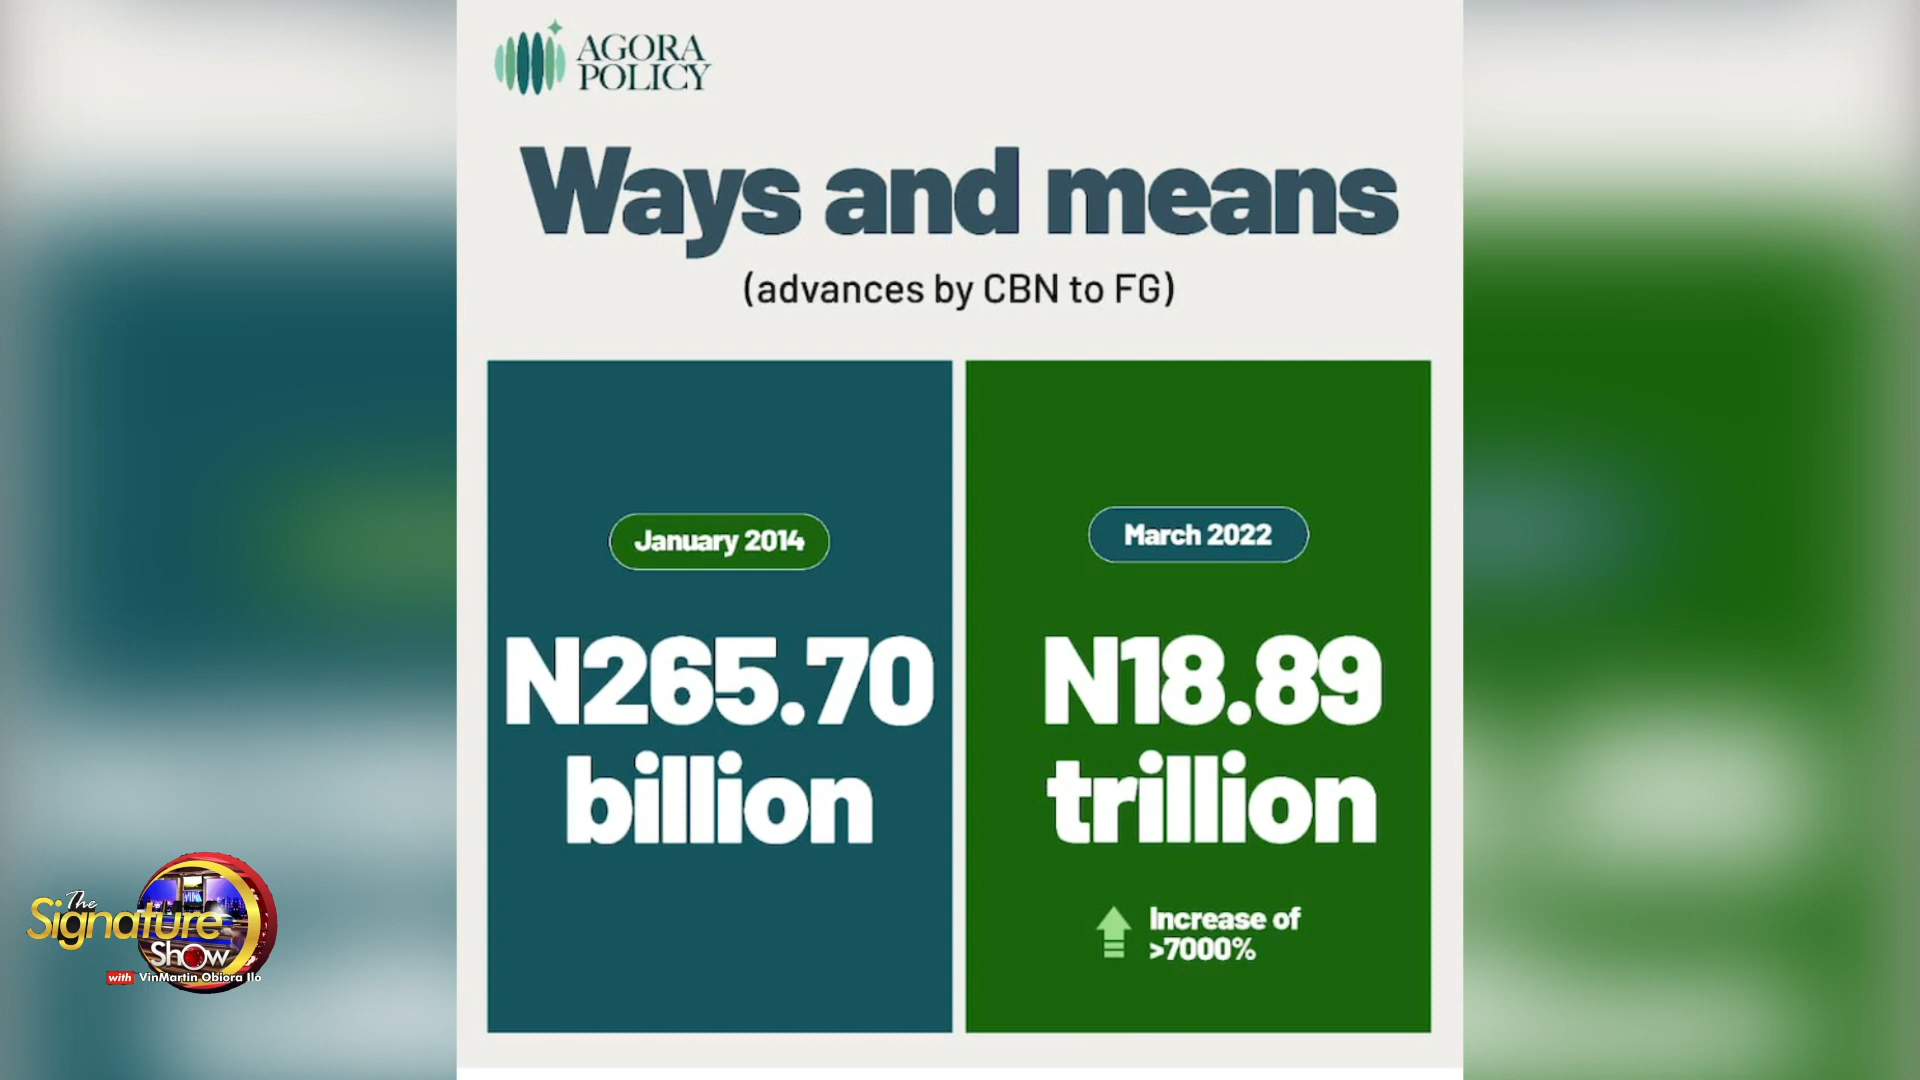 AGORA
POLICY
Ways and means
(advances by CBN to FG)
January 2014
N265.70
billion
March 2022
N18.89
trillion
Increase of
>7000%
The
Signature
Show
with VinMartin Obiora Ilo